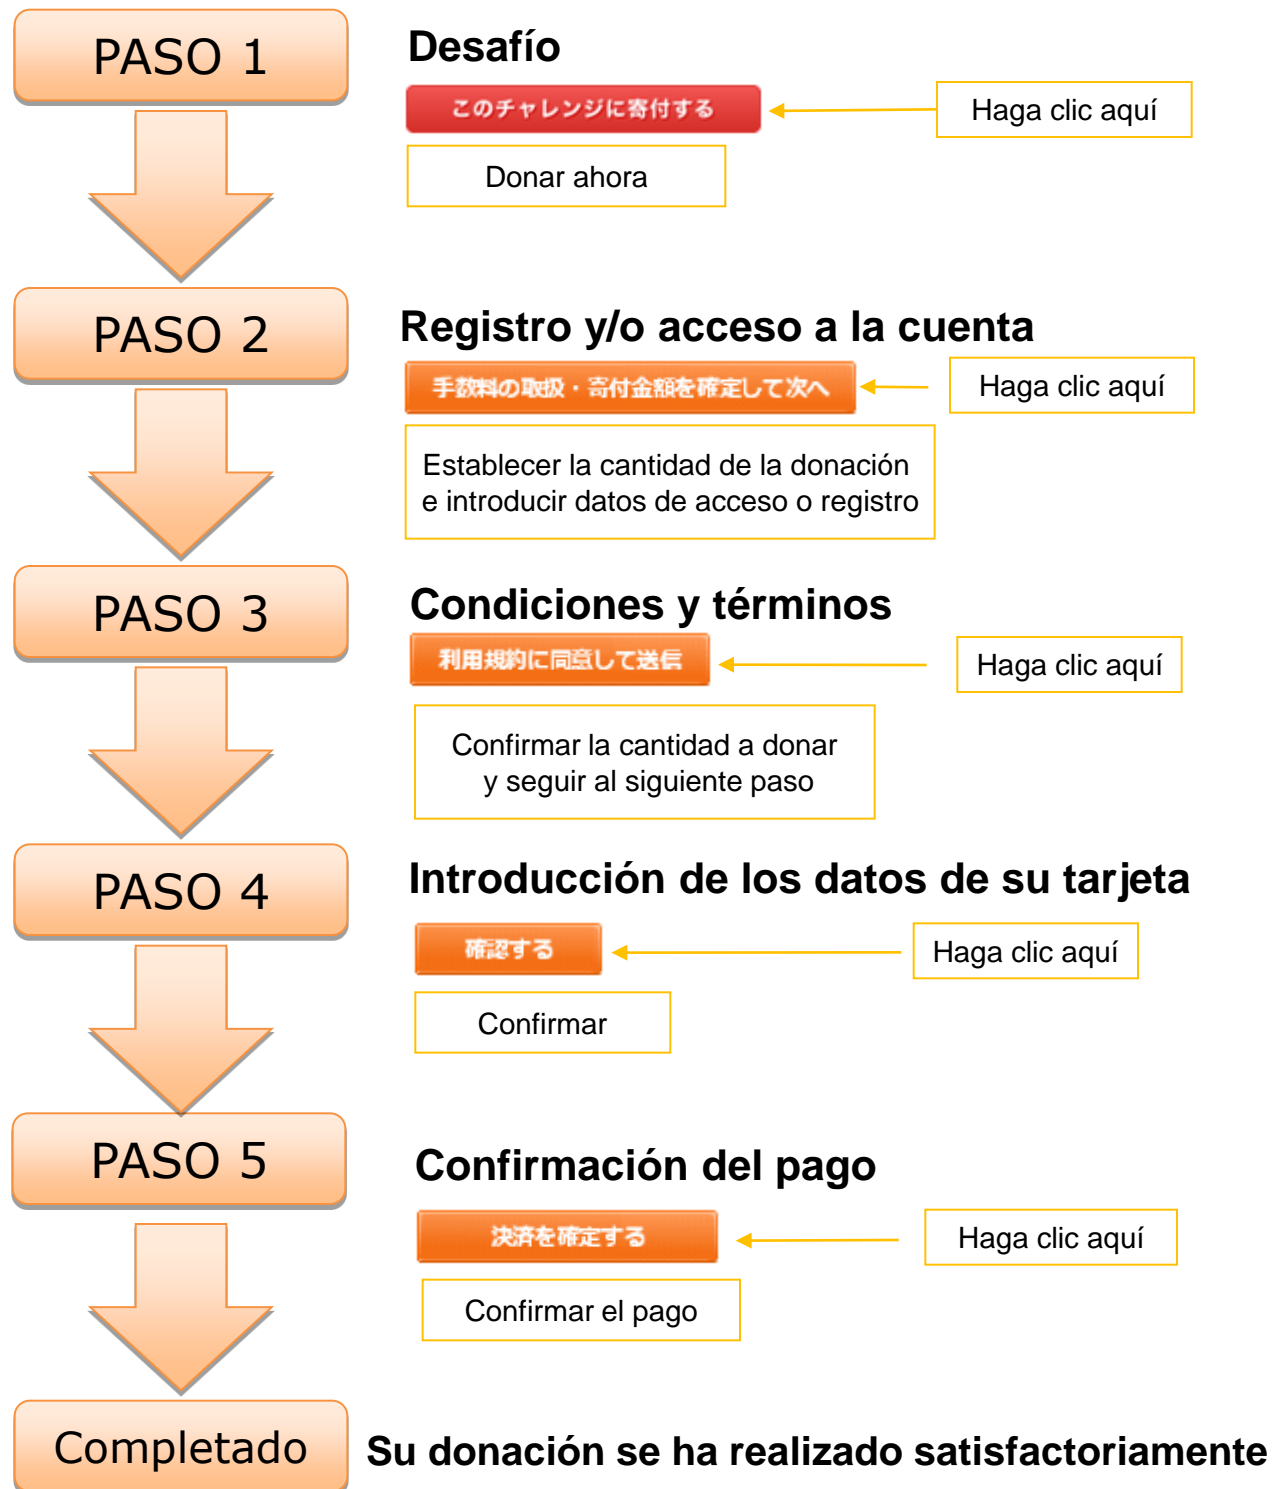 PASO 1
Desafío
このチャレンジに寄付する
Haga clic aquí
Donar ahora
PASO 2
Registro y/o acceso a la cuenta
手数料の取扱・寄付金額を確定して次へ
Haga clic aquí
Establecer la cantidad de la donación
e introducir datos de acceso o registro
PASO 3
Condiciones y términos
利用規約に同意して送信
Haga clic aquí
Confirmar la cantidad a donar
y seguir al siguiente paso
PASO 4
Introducción de los datos de su tarjeta
確認する
Haga clic aquí
Confirmar
PASO 5
Confirmación del pago
決済を確定する
Haga clic aquí
Confirmar el pago
Completado
Su donación se ha realizado satisfactoriamente